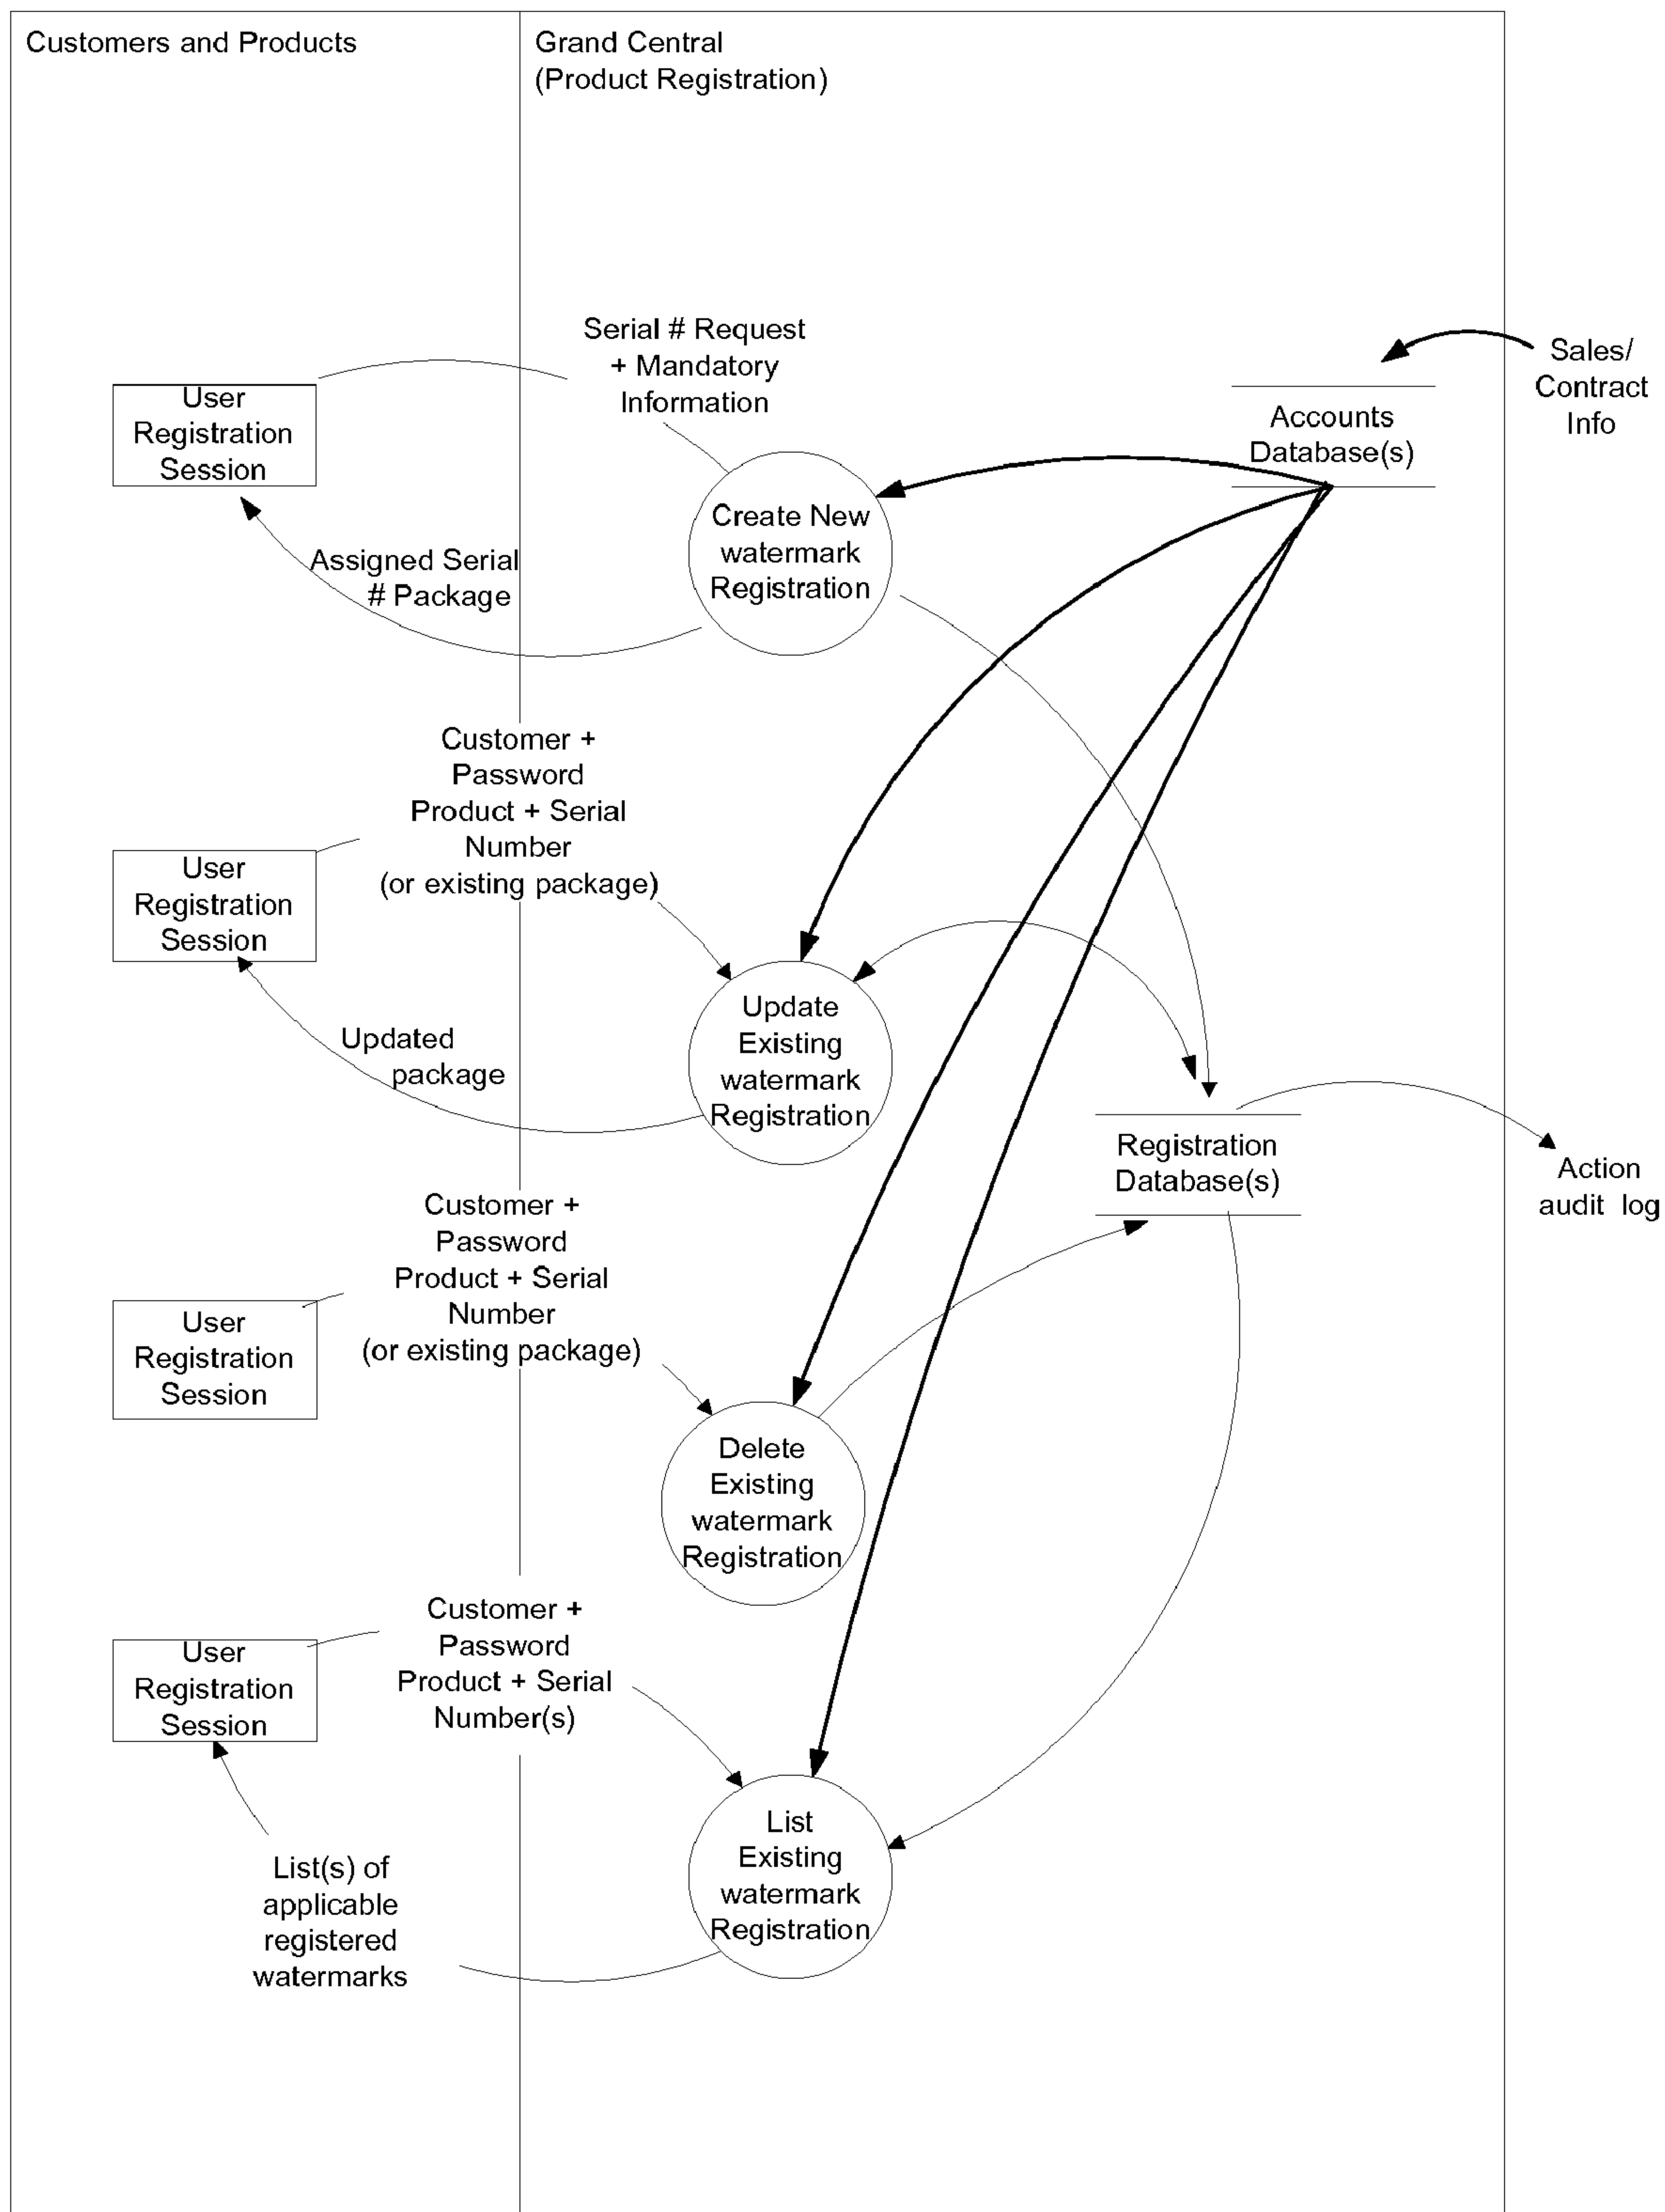 Customers and Products
Grand Central
(Product Registration)
Serial # Request
+ Mandatory
Information
Sales/
Contract
Info
User
Registration
Session
Accounts
Database(s)
Create New
watermark
Registration
Assigned Serial
# Package
Customer +
Password
Product + Serial
Number
(or existing package)
User
Registration
Session
Update
Existing
watermark
Registration
Updated
package
Registration
Database(s)
Action
audit log
Customer +
Password
Product + Serial
Number
(or existing package)
User
Registration
Session
Delete
Existing
watermark
Registration
Customer +
Password
Product + Serial
Number(s)
User
Registration
Session
List
Existing
watermark
Registration
List(s) of
applicable
registered
watermarks